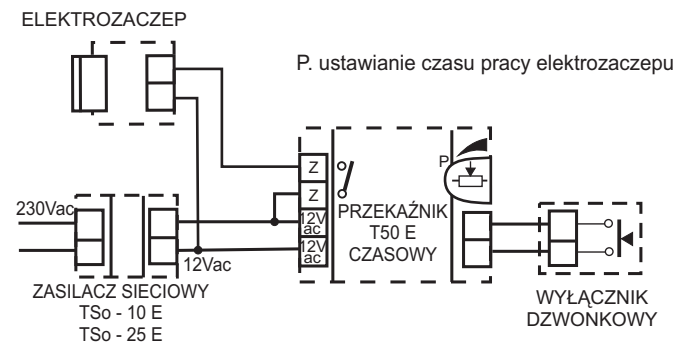 ELEKTROZACZEP
P. ustawianie czasu pracy elektrozaczepu
P
Z
Z
12V
ac
12V
ac
PRZEKAŹNIK
T50 E
CZASOWY
230Vac
12Vac
ZASILACZ SIECIOWY
TSo - 10 E
TSo - 25 E
WYŁĄCZNIK
DZWONKOWY